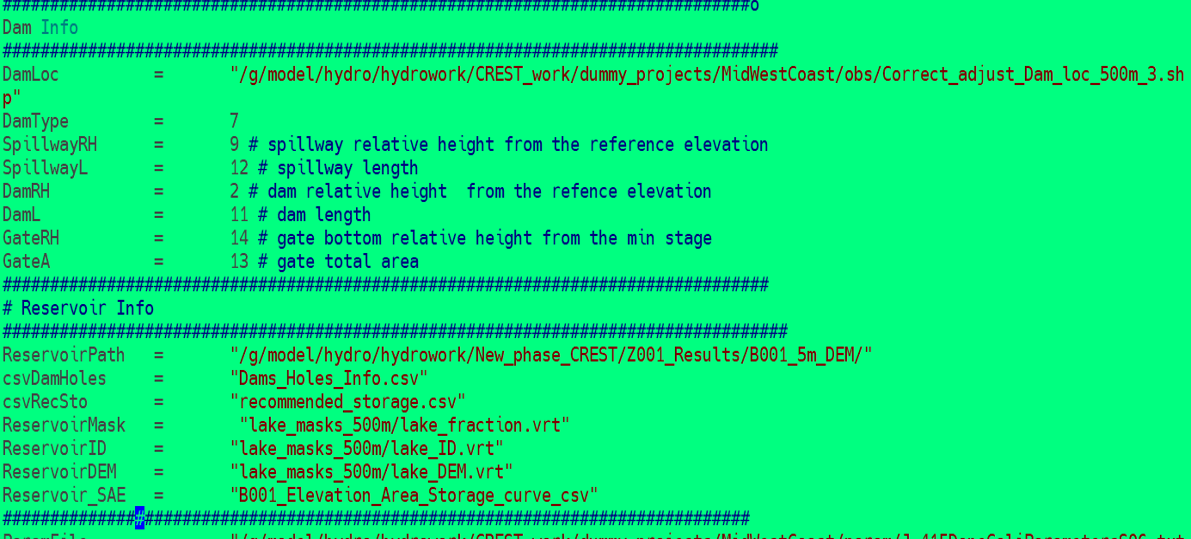 ################################################################################o
Dam Info
##################################################################################
DamLoc          =       "/g/model/hydro/hydrowork/CREST_work/dummy_projects/MidWestCoast/obs/Correct_adjust_Dam_loc_500m_3.sh
p"
DamType         =       7
SpillwayRH      =       9 # spillway relative height from the reference elevation
SpillwayL       =       12 # spillway length
DamRH           =       2 # dam relative height  from the refence elevation
DamL            =       11 # dam length
GateRH          =       14 # gate bottom relative height from the min stage
GateA           =       13 # gate total area
#################################################################################
# Reservoir Info
###################################################################################
ReservoirPath   =       "/g/model/hydro/hydrowork/New_phase_CREST/Z001_Results/B001_5m_DEM/"
csvDamHoles     =       "Dams_Holes_Info.csv"
csvRecSto       =       "recommended_storage.csv"
ReservoirMask   =        "lake_masks_500m/lake_fraction.vrt"
ReservoirID     =       "lake_masks_500m/lake_ID.vrt"
ReservoirDEM    =       "lake_masks_500m/lake_DEM.vrt"
Reservoir_SAE   =       "B001_Elevation_Area_Storage_curve_csv"
###############################################################################